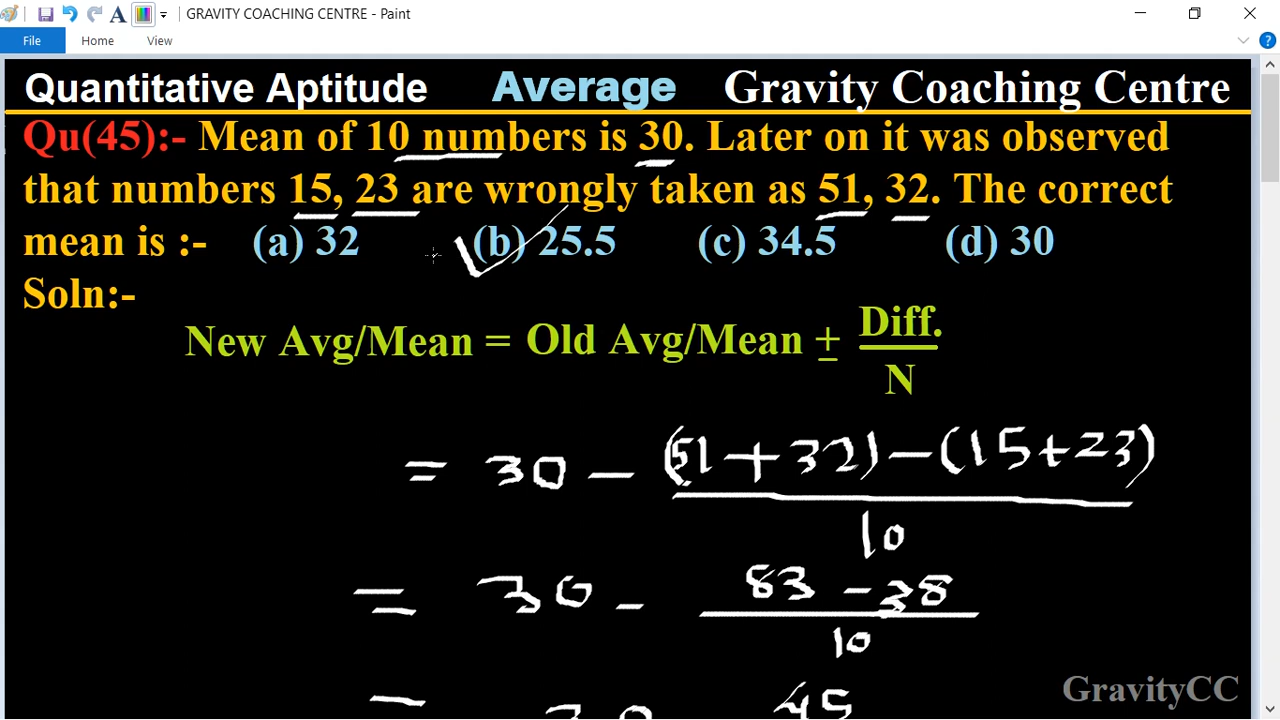 GRAVITY COACHING CENTRE - Paint
File Home View
Quantitative Aptitude Average Gravity Coaching Centre
Qu(45):- Mean of 10 numbers is 30. Later on it was observed
that numbers 15, 23 are wrongly taken as 51, 32. The correct
mean is :- (a) 32 (b) 25.5 (c) 34.5 (d) 30
Soln:-
New Avg/Mean = Old Avg/Mean ± Diff./N
= 30 - (51+32)-(15+23)
10
= 30 - 83-38
10
= 30 45
GravityCC